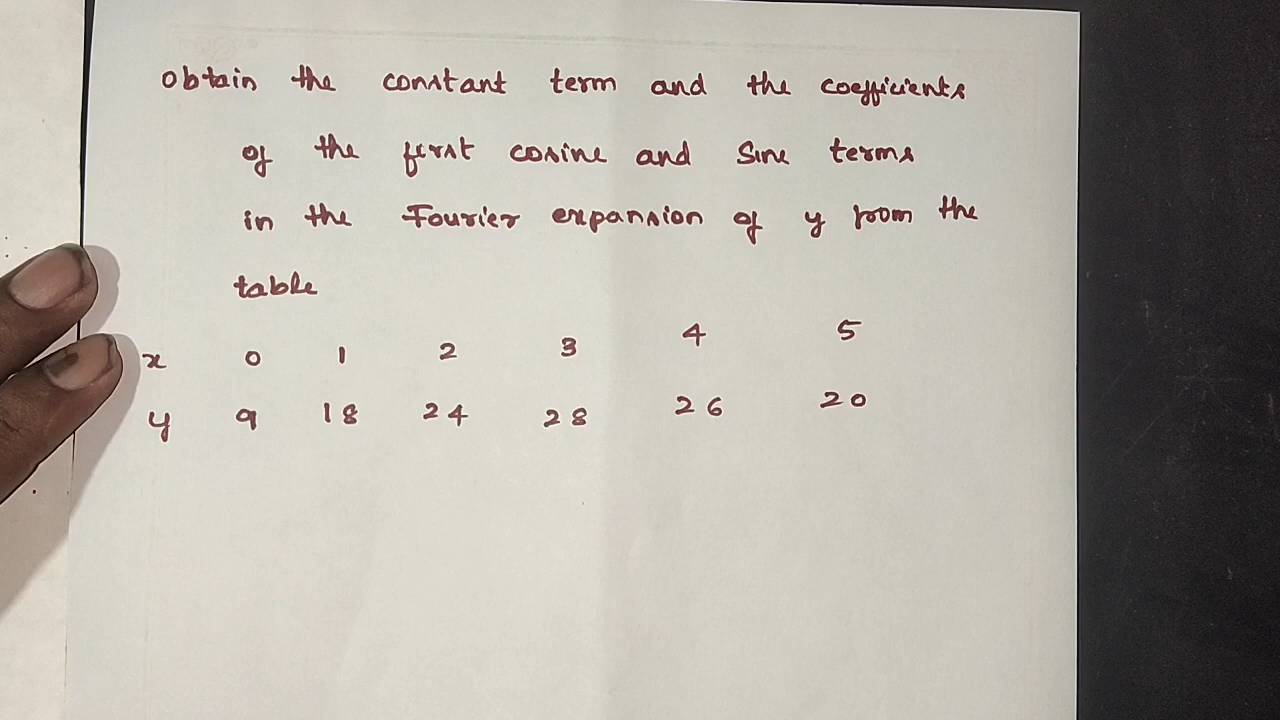 obtain the constant term and the coefficients
of the first cosine and sine terms
in the Fourier expansion of y from the
table
x 0 1 2 3 4 5
y 9 18 24 28 26 20